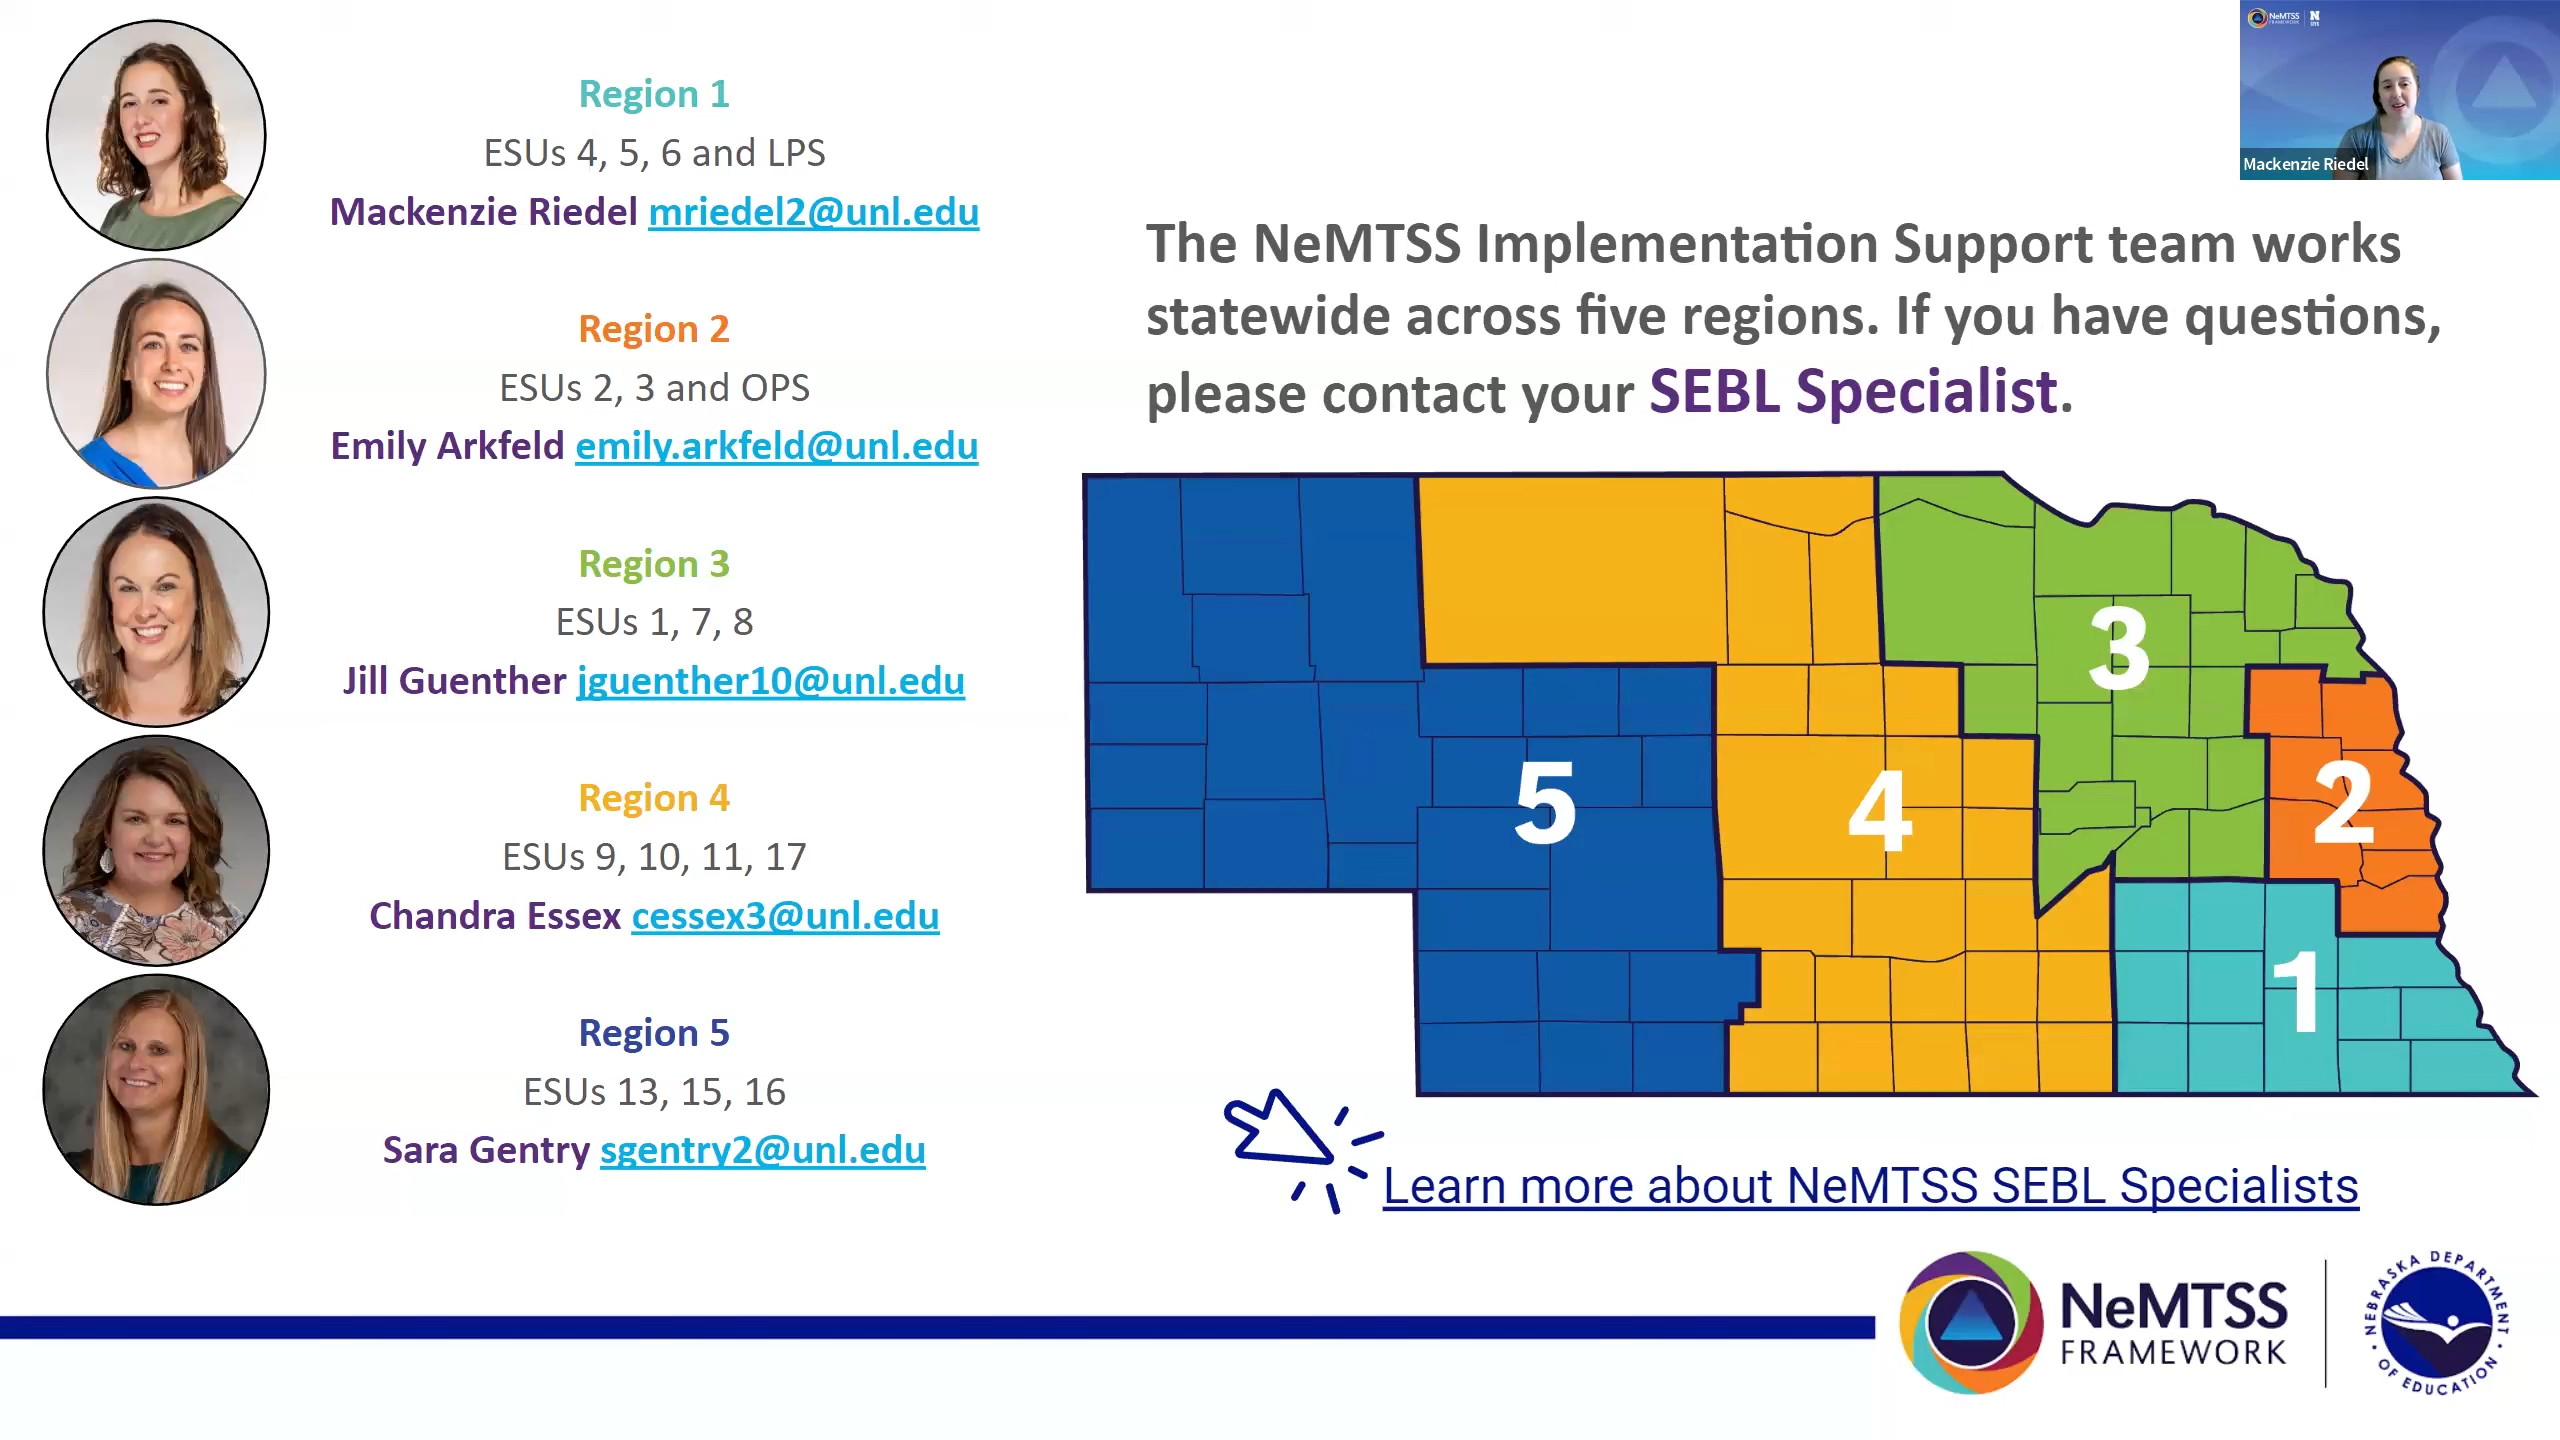 Region 1
ESUs 4, 5, 6 and LPS
Mackenzie Riedel mriedel2@unl.edu
Region 2
ESUs 2, 3 and OPS
Emily Arkfeld emily.arkfeld@unl.edu
Region 3
ESUs 1, 7, 8
Jill Guenther jguenther10@unl.edu
Region 4
ESUs 9, 10, 11, 17
Chandra Essex cessex3@unl.edu
Region 5
ESUs 13, 15, 16
Sara Gentry sgentry2@unl.edu
NeMTSS
FRAMEWORK
N
Mackenzie Riedel
The NeMTSS Implementation Support team works
statewide across five regions. If you have questions,
please contact your SEBL Specialist.
3
5
4
2
1
Learn more about NeMTSS SEBL Specialists
NeMTSS
FRAMEWORK
NEBRASKA DEPARTMENT
OF EDUCATION